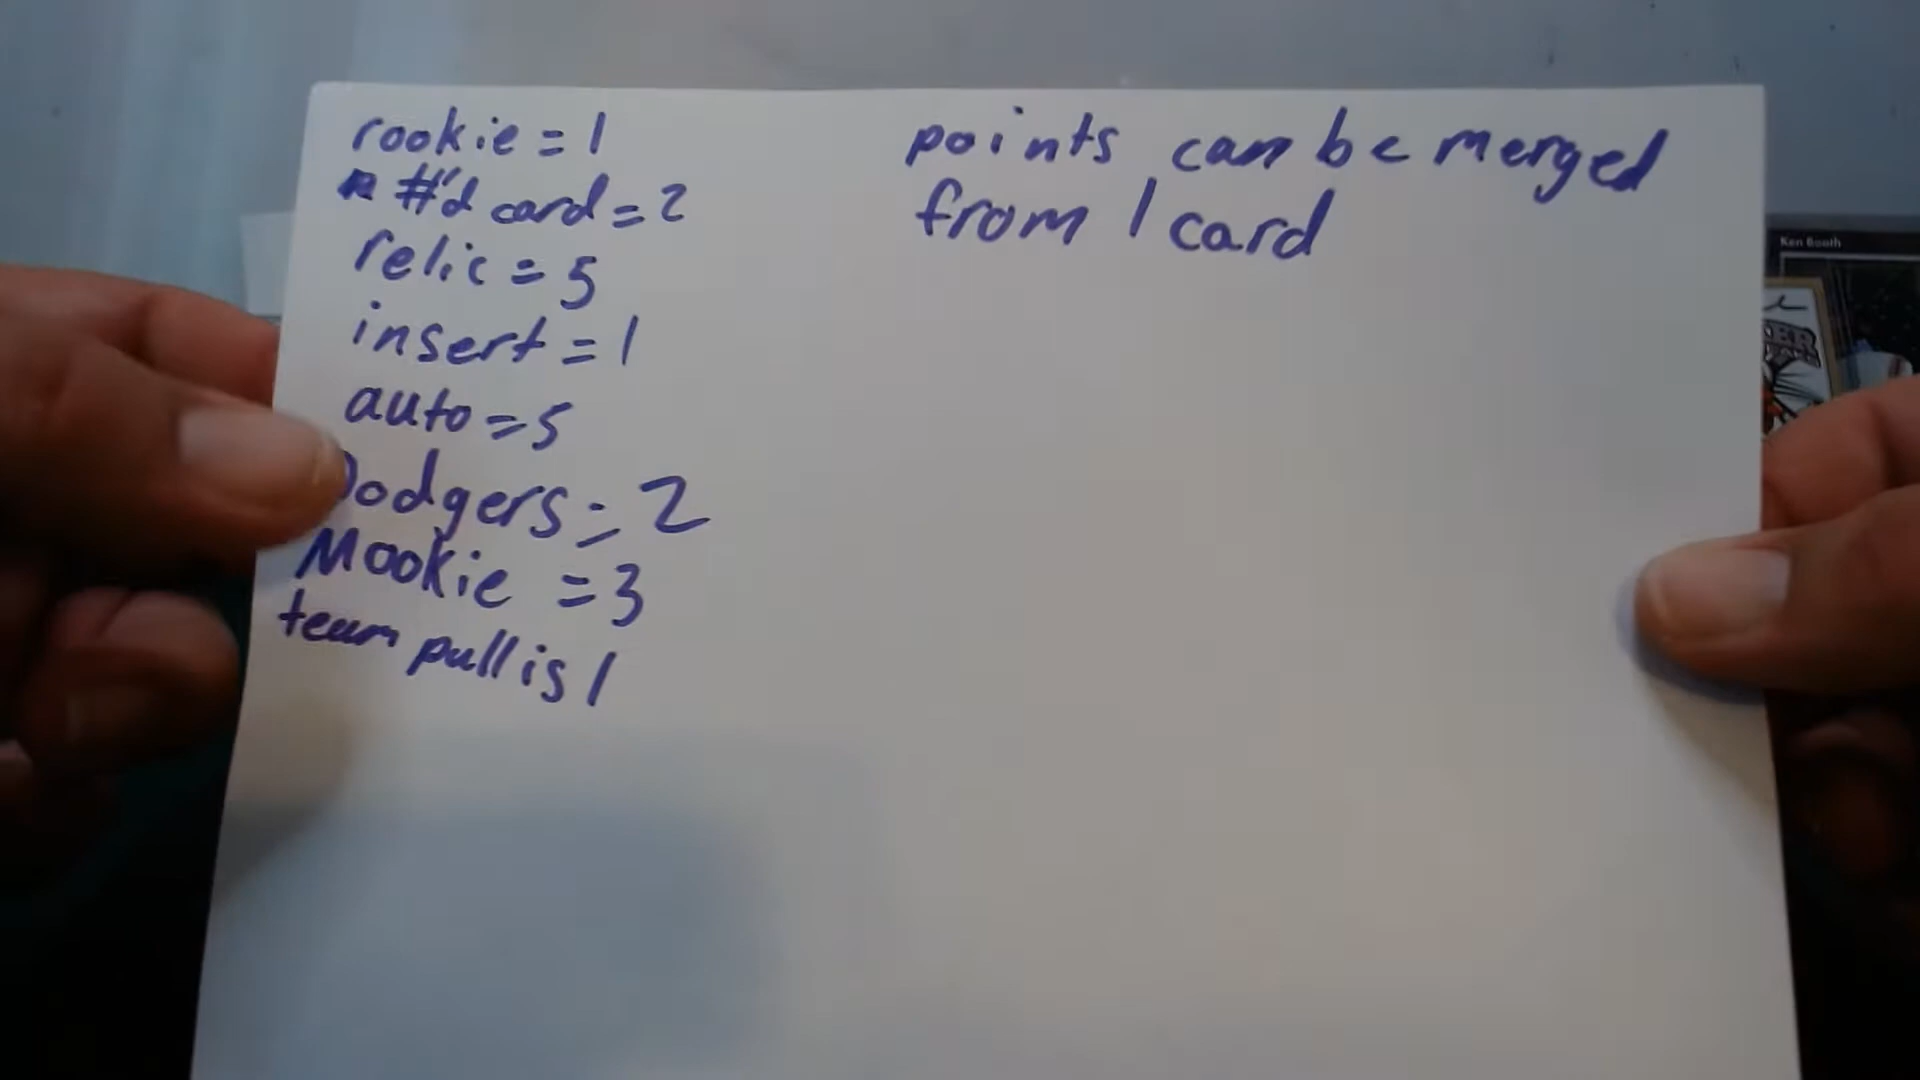 rookie = 1
#'d card = 2
relic = 5
insert = 1
auto = 5
Dodgers = 2
Mookie = 3
team pull is 1
points can be merged
from 1 card
Ken Booth